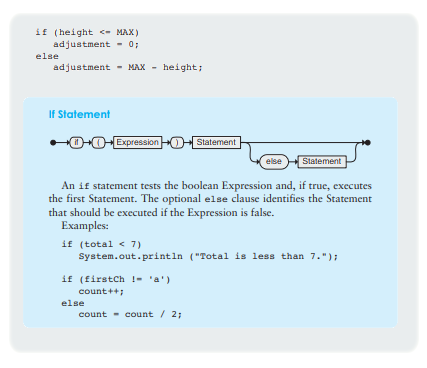 if (height <= MAX)
adjustment = 0;
else
adjustment = MAX - height;
If Statement
if ( Expression ) Statement
else Statement
An if statement tests the boolean Expression and, if true, executes
the first Statement. The optional else clause identifies the Statement
that should be executed if the Expression is false.
Examples:
if (total < 7)
System.out.println ("Total is less than 7.");
if (firstCh != 'a')
count++;
else
count = count / 2;